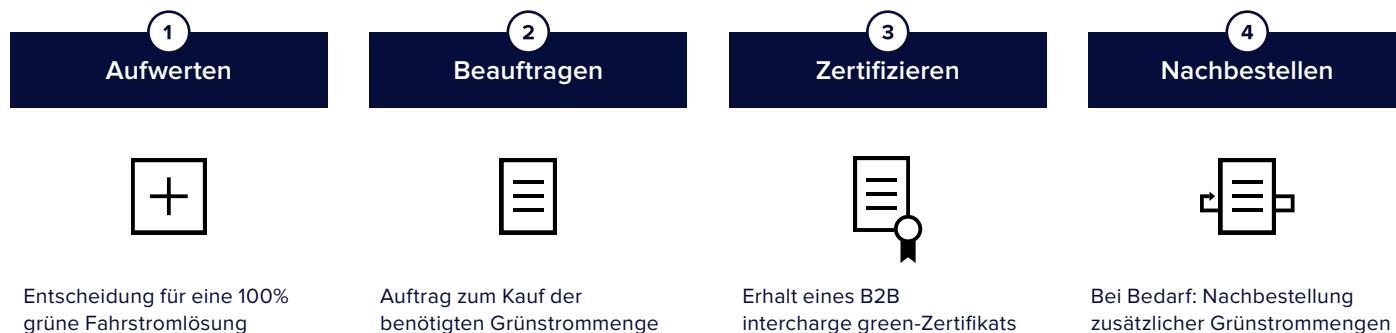 1
Aufwerten
Entscheidung für eine 100%
grüne Fahrstromlösung
2
Beauftragen
Auftrag zum Kauf der
benötigten Grünstrommenge
3
Zertifizieren
Erhalt eines B2B
intercharge green-Zertifikats
4
Nachbestellen
Bei Bedarf: Nachbestellung
zusätzlicher Grünstrommengen